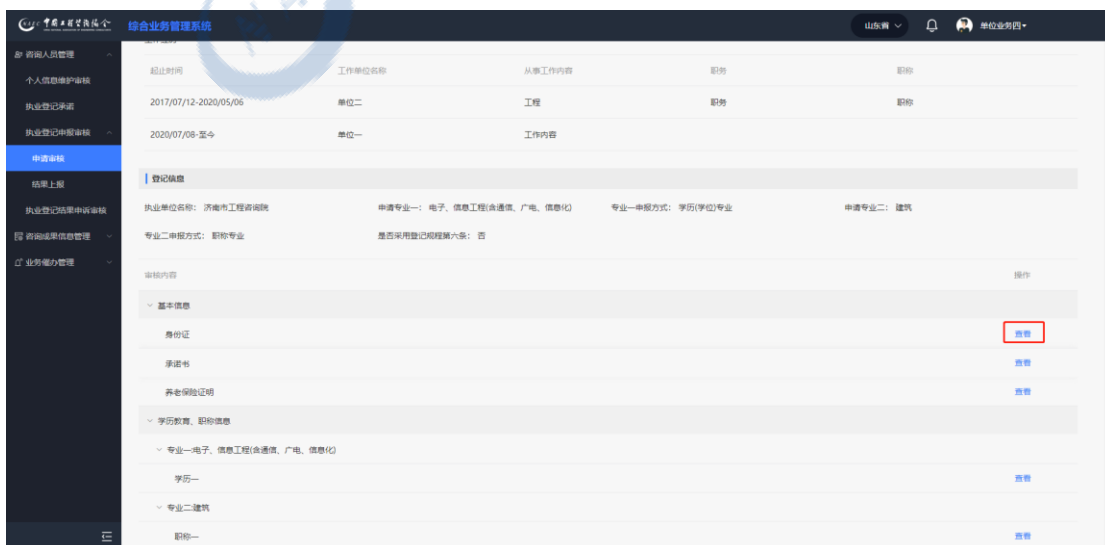 综合业务管理系统
山东省
单位业务四
咨询人员管理
个人信息维护审核
执业登记承诺
执业登记申报审核
申请审核
结果上报
执业登记结果申诉审核
咨询成果信息管理
业务催办管理
起止时间 工作单位名称 从事工作内容 职务 职称
2017/07/12-2020/05/06 单位二 工程 职务 职称
2020/07/08-至今 单位一 工作内容
登记信息
执业单位名称： 济南市工程咨询院 申请专业一： 电子、信息工程(含通信、广电、信息化) 专业一申报方式： 学历(学位)专业 申请专业二： 建筑
专业二申报方式： 职称专业 是否采用登记规程第六条： 否
审核内容 操作
基本信息
身份证 查看
承诺书 查看
养老保险证明 查看
学历教育、职称信息
专业一:电子、信息工程(含通信、广电、信息化)
学历一 查看
专业二:建筑
职称一 查看